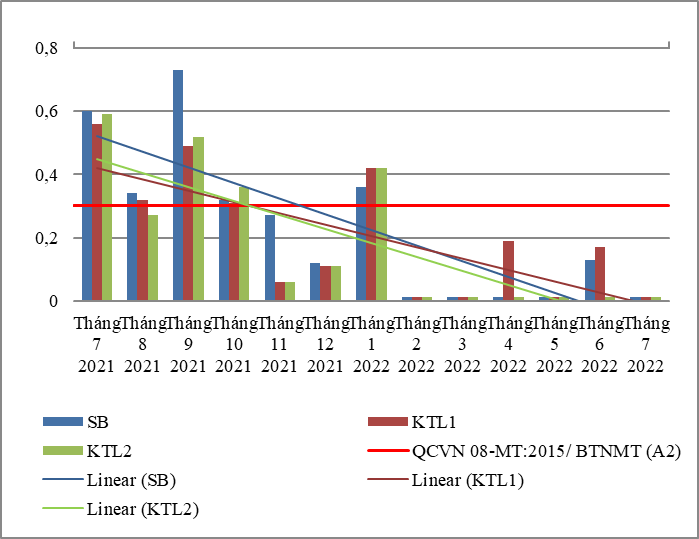 0,8
0,6
0,4
0,2
0
Tháng Tháng Tháng Tháng Tháng Tháng Tháng Tháng Tháng Tháng Tháng Tháng Tháng
7 8 9 10 11 12 1 2 3 4 5 6 7
2021 2021 2021 2021 2021 2021 2022 2022 2022 2022 2022 2022 2022
SB KTL1
KTL2 QCVN 08-MT:2015/ BTNMT (A2)
Linear (SB) Linear (KTL1)
Linear (KTL2)